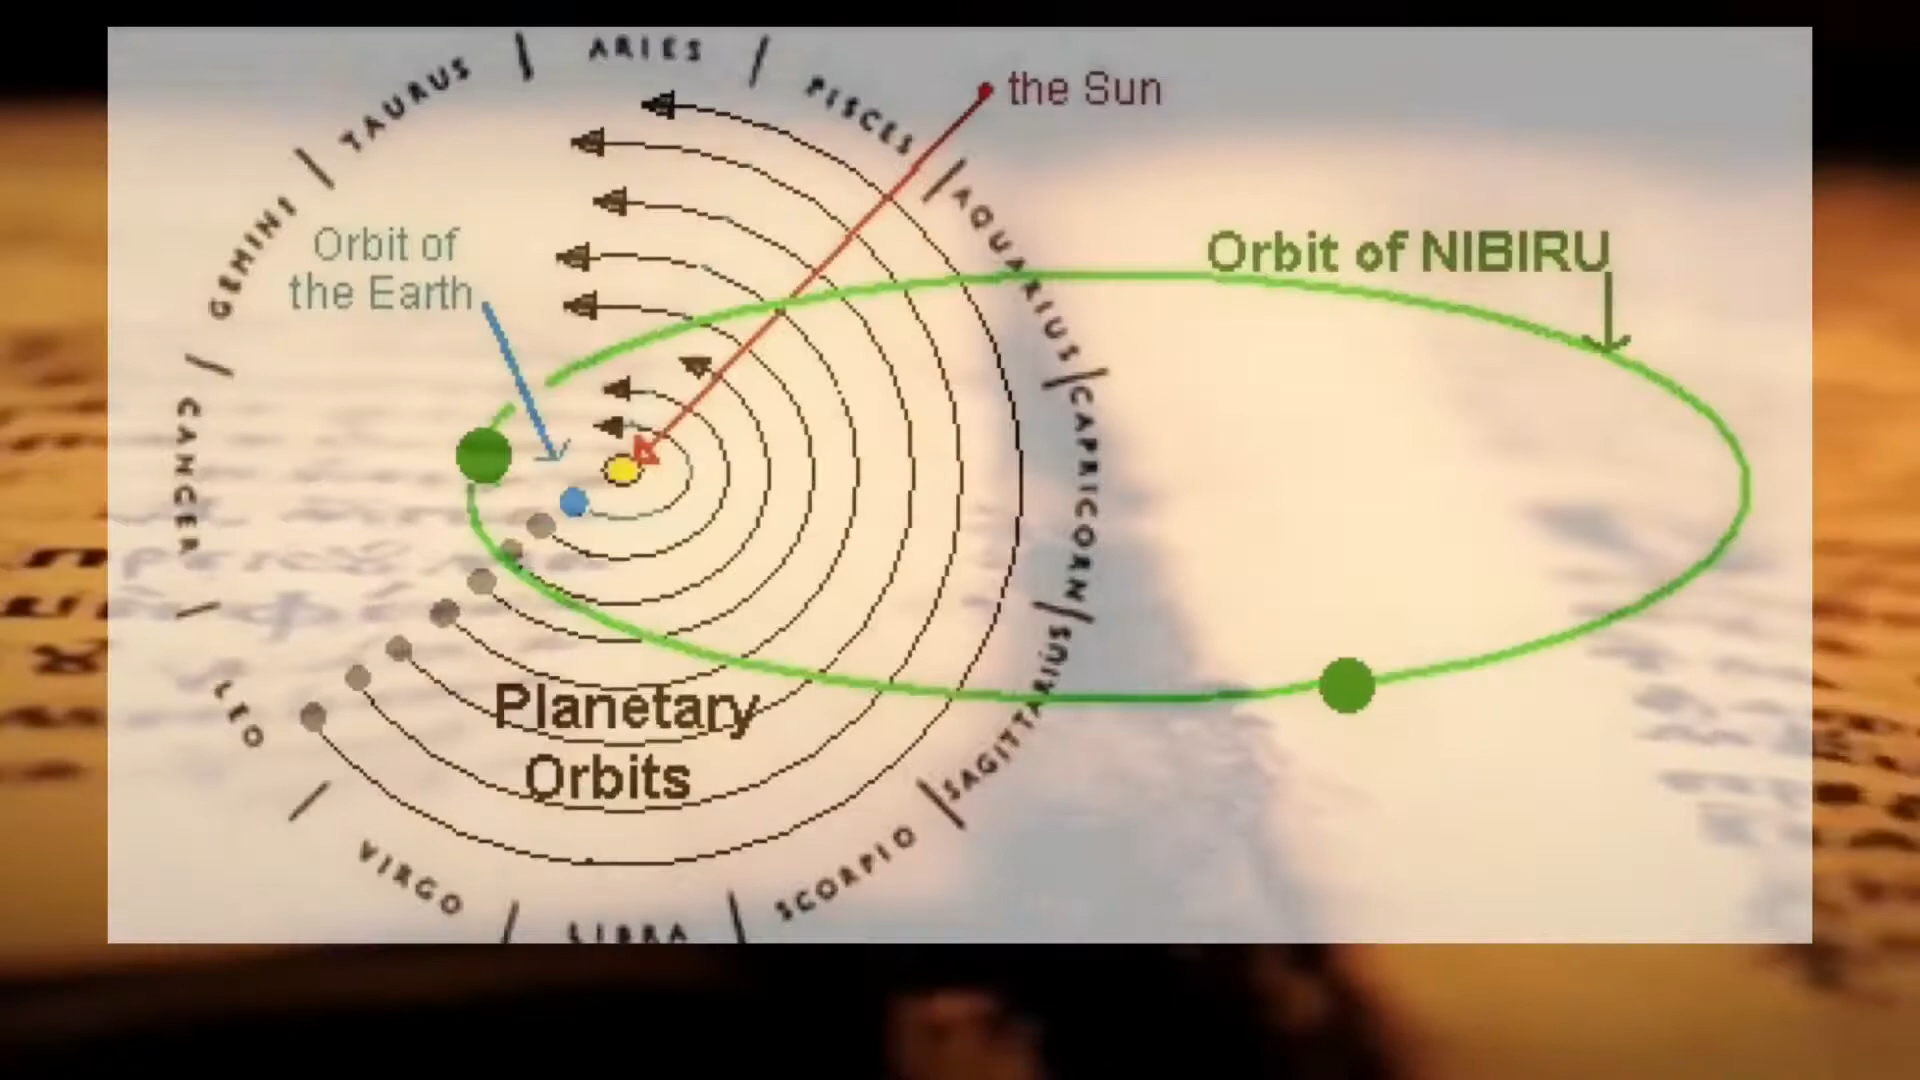 ARIES
the Sun
TAURUS
PISCES
GEMINI
AQUARIUS
Orbit of
the Earth
Orbit of NIBIRU
CANCER
CAPRICORN
LEO
SAGITTARIUS
Planetary
Orbits
VIRGO
SCORPIO
LIBRA